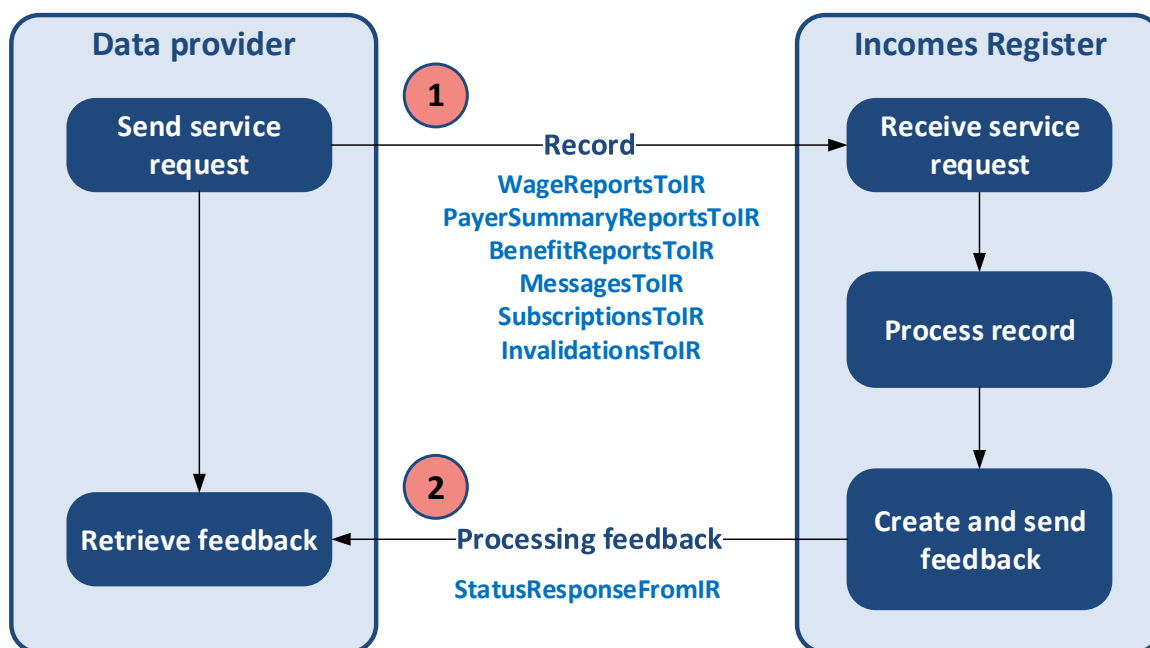 Data provider
Incomes Register
1
Send service
request
Receive service
request
Record
WageReportsToIR
PayerSummaryReportsToIR
BenefitReportsToIR
MessagesToIR
SubscriptionsToIR
InvalidationsToIR
Process record
2
Retrieve feedback
Processing feedback
Create and send
feedback
StatusResponseFromIR